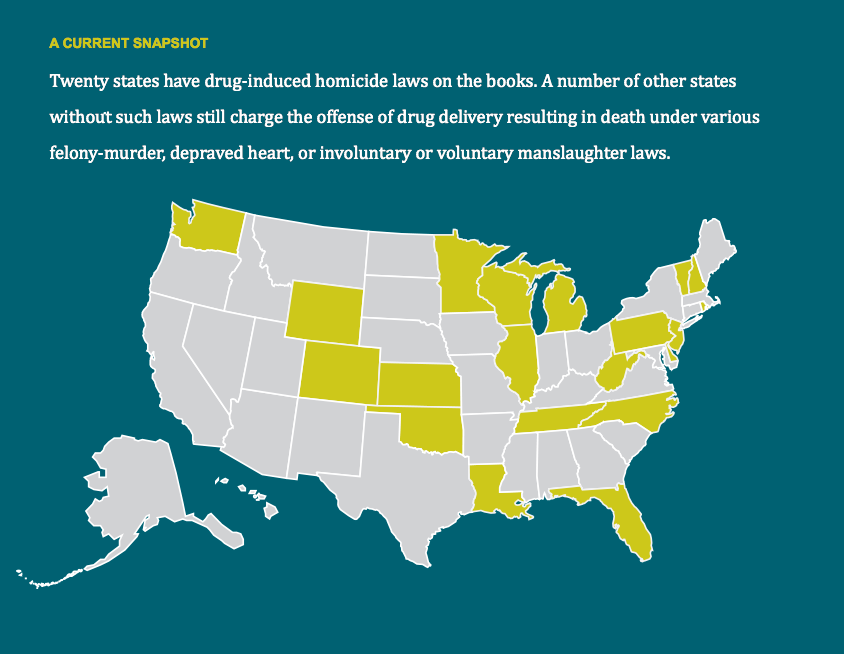 A CURRENT SNAPSHOT
Twenty states have drug-induced homicide laws on the books. A number of other states
without such laws still charge the offense of drug delivery resulting in death under various
felony-murder, depraved heart, or involuntary or voluntary manslaughter laws.